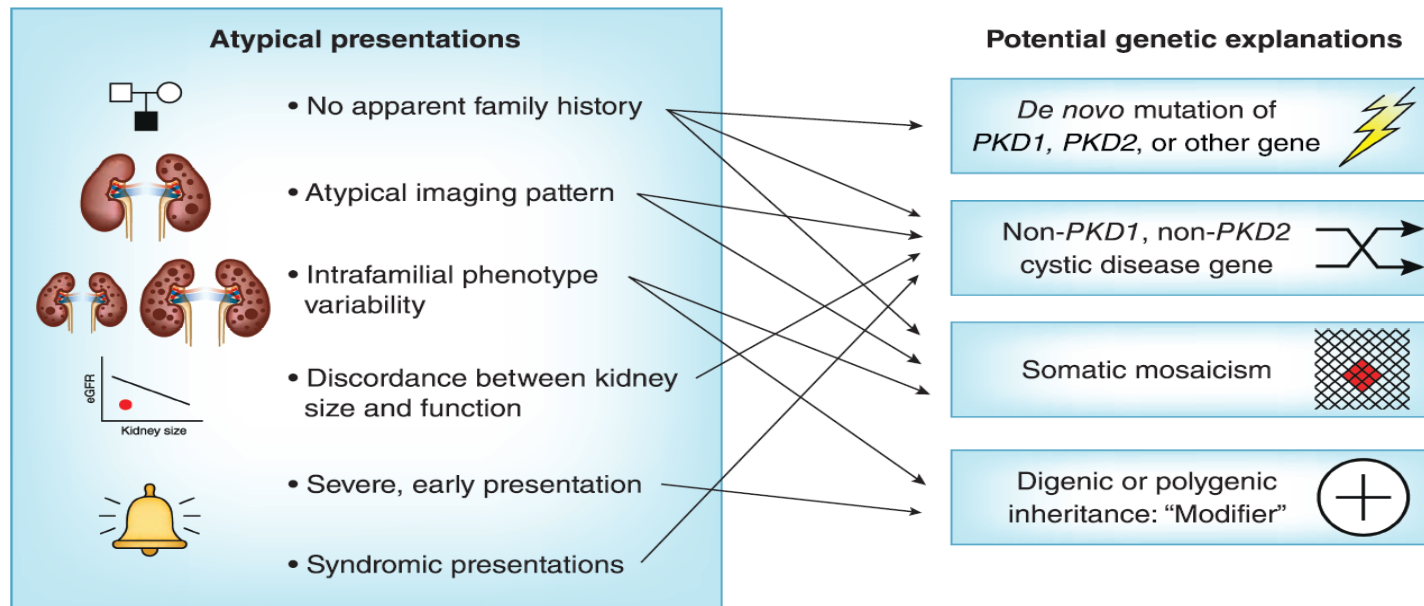 Atypical presentations
• No apparent family history
• Atypical imaging pattern
• Intrafamilial phenotype
variability
eGFR
Kidney size
• Discordance between kidney
size and function
• Severe, early presentation
• Syndromic presentations
Potential genetic explanations
De novo mutation of
PKD1, PKD2, or other gene
Non-PKD1, non-PKD2
cystic disease gene
Somatic mosaicism
Digenic or polygenic
inheritance: “Modifier”